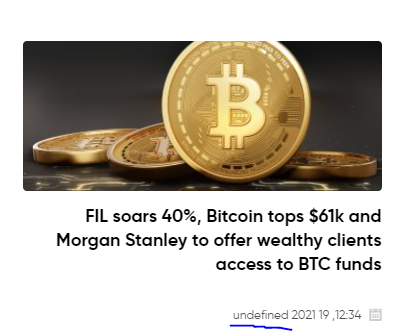 FIL soars 40%, Bitcoin tops $61k and
Morgan Stanley to offer wealthy clients
access to BTC funds
undefined 2021 19 ,12:34